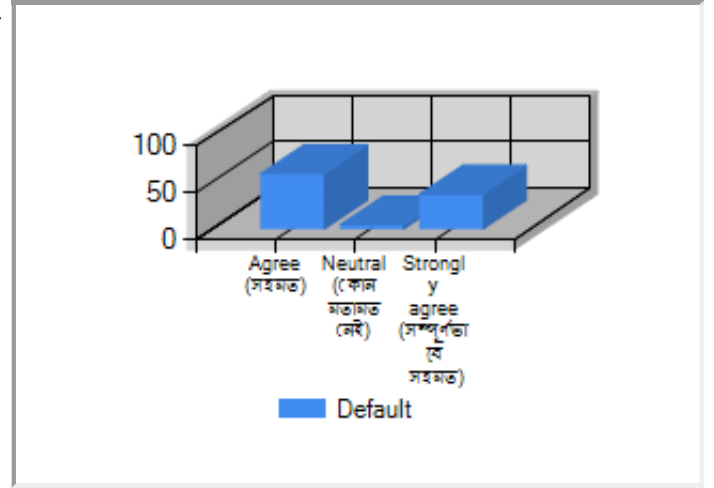 100
50
0
Agree
(সহমত)
Neutral
(কোন
মতামত
নেই)
Strongl
y
agree
(সম্পূর্ণভা
বে
সহমত)
Default